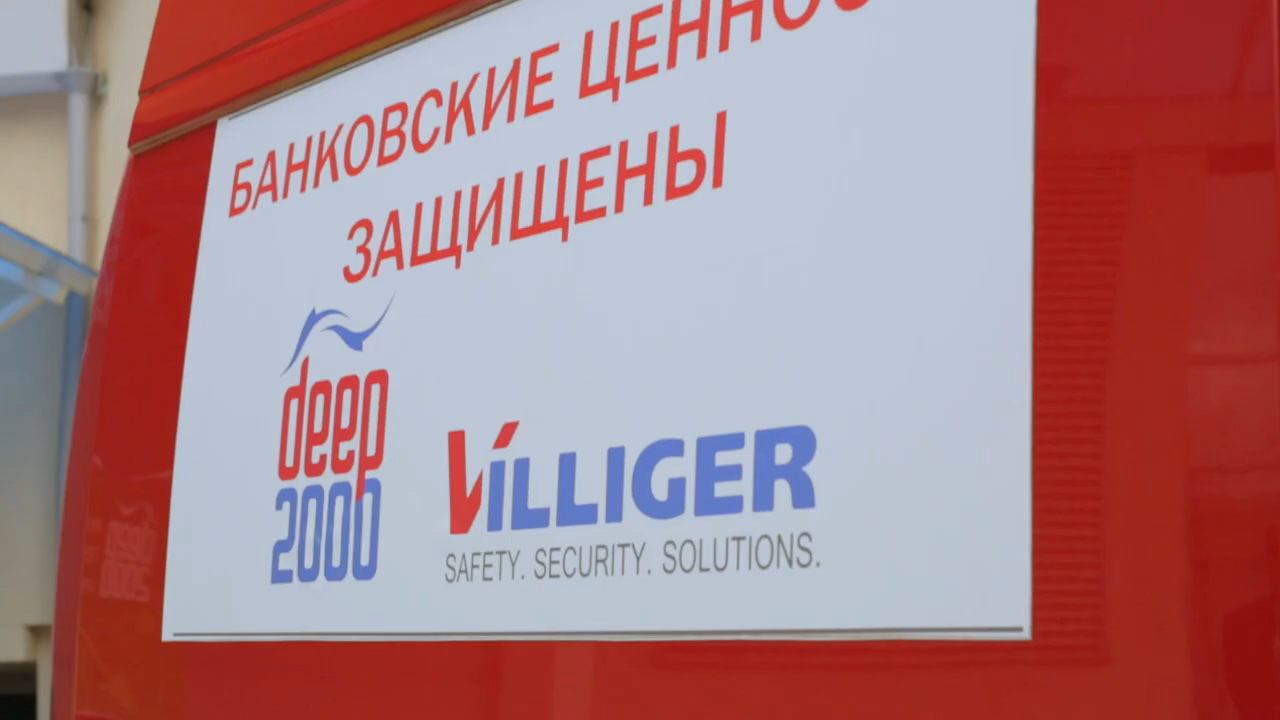 БАНКОВСКИЕ
ЗАЩИЩЕНЫ
deep
2000
VILLIGER
SAFETY. SECURITY. SOLUTIONS.